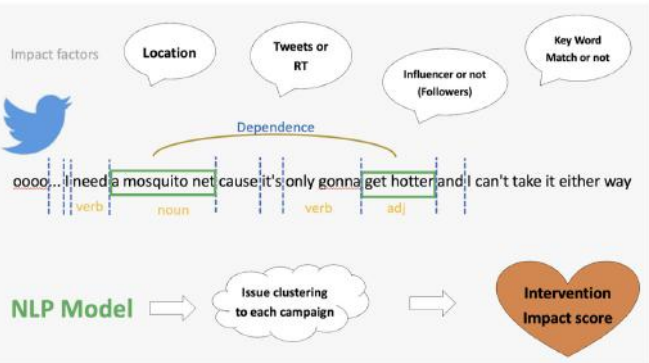 Impact factors
Location
Tweets or
RT
Influencer or not
(Followers)
Key Word
Match or not
Dependence
oooo... I need a mosquito net cause it's only gonna get hotter and I can't take it either way
verb noun verb adj
NLP Model
Issue clustering
to each campaign
Intervention
Impact score